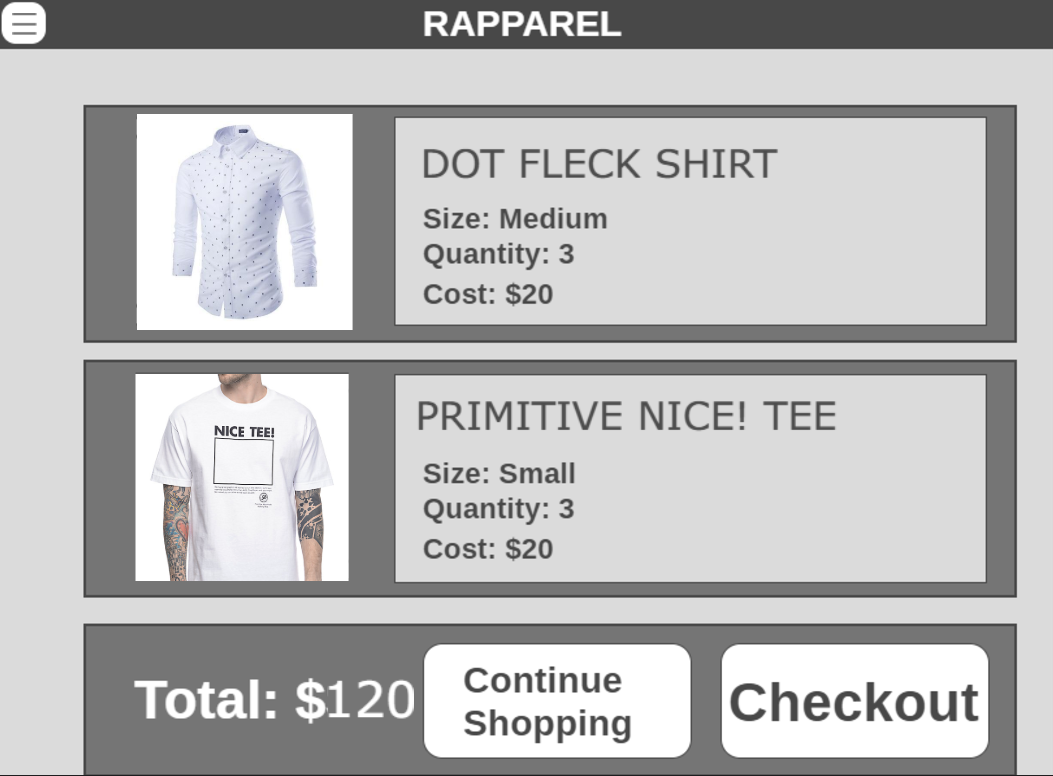 RAPPAREL
DOT FLECK SHIRT
Size: Medium
Quantity: 3
Cost: $20
NICE TEE!
PRIMITIVE NICE! TEE
Size: Small
Quantity: 3
Cost: $20
Total: $120
Continue
Shopping
Checkout